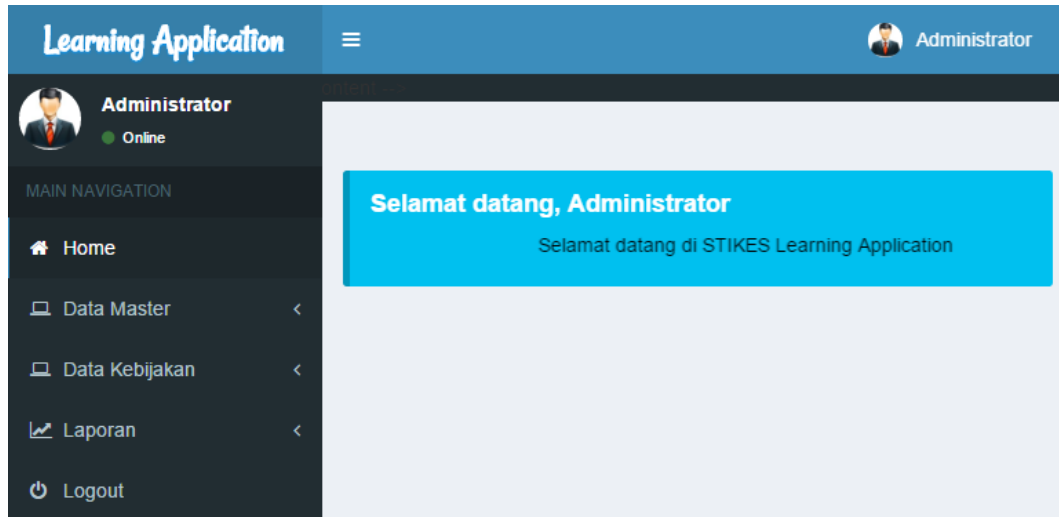 Learning Application
Administrator
Administrator
Online
ontent -->
MAIN NAVIGATION
Home
Data Master
Data Kebijakan
Laporan
Logout
Selamat datang, Administrator
Selamat datang di STIKES Learning Application